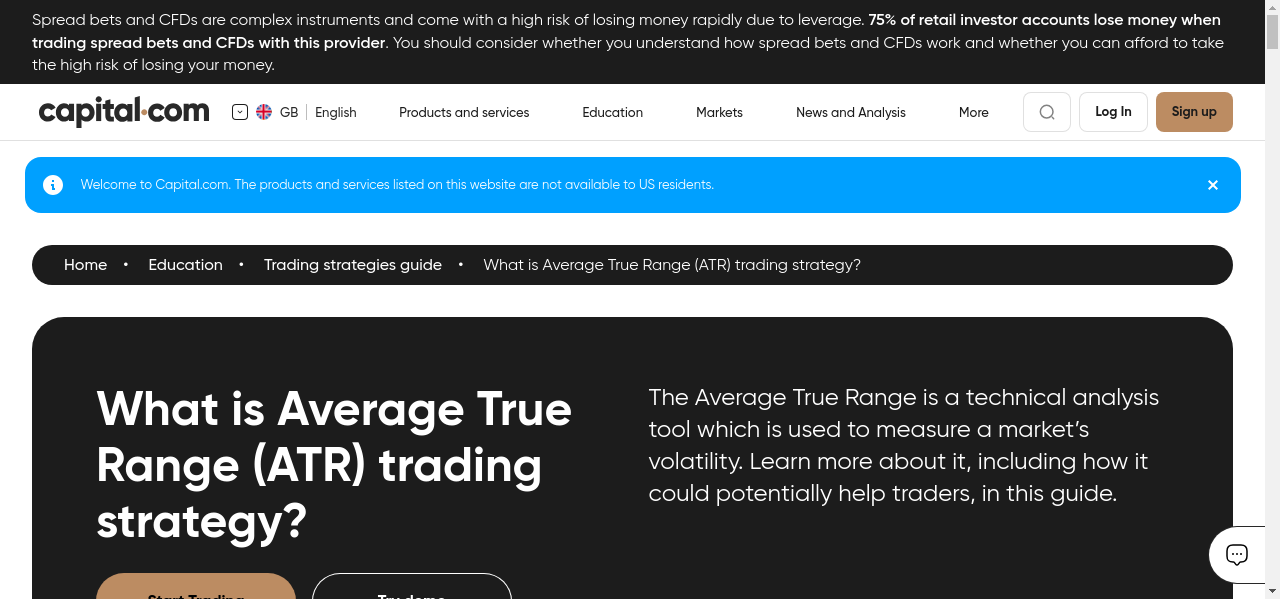 Spread bets and CFDs are complex instruments and come with a high risk of losing money rapidly due to leverage. 75% of retail investor accounts lose money when
trading spread bets and CFDs with this provider. You should consider whether you understand how spread bets and CFDs work and whether you can afford to take
the high risk of losing your money.
capital.com GB English Products and services Education Markets News and Analysis More Log In Sign up
Welcome to Capital.com. The products and services listed on this website are not available to US residents.
Home • Education • Trading strategies guide • What is Average True Range (ATR) trading strategy?
What is Average True
Range (ATR) trading
strategy?
The Average True Range is a technical analysis
tool which is used to measure a market’s
volatility. Learn more about it, including how it
could potentially help traders, in this guide.
Start Trading Try demo